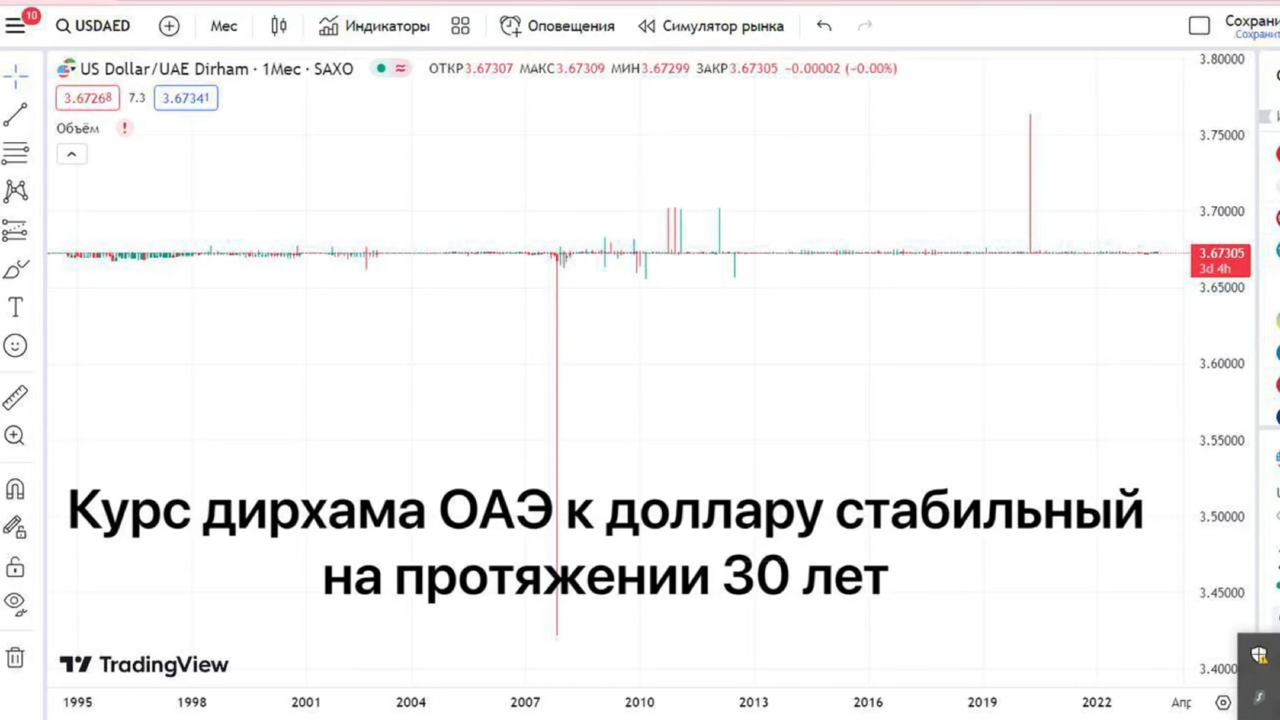 10
USDAED
Мес
Индикаторы
Оповещения
Симулятор рынка
Сохрани
Сохранит
US Dollar/UAE Dirham · 1Мес · SAXO
ОТКР3.67307 МАКС3.67309 МИН3.67299 ЗАКР3.67305 −0.00002 (−0.00%)
3.67268 7.3 3.67341
Объём !
3.80000
3.75000
3.70000
3.67305
3d 4h
3.65000
3.60000
3.55000
3.50000
3.45000
3.4000
Курс дирхама ОАЭ к доллару стабильный
на протяжении 30 лет
TradingView
1995 1998 2001 2004 2007 2010 2013 2016 2019 2022 Апр